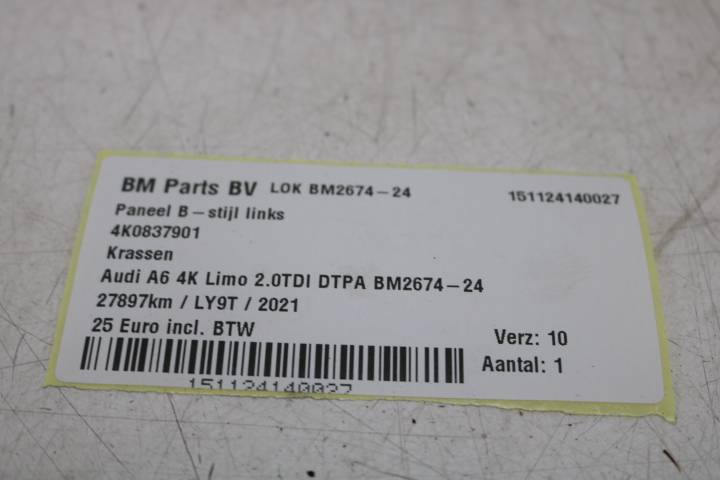 BM Parts BV LOK BM2674-24 151124140027
Paneel B-stijl links
4K0837901
Krassen
Audi A6 4K Limo 2.0TDI DTPA BM2674-24
27897km / LY9T / 2021
25 Euro incl. BTW
Verz: 10
Aantal: 1
151124140027